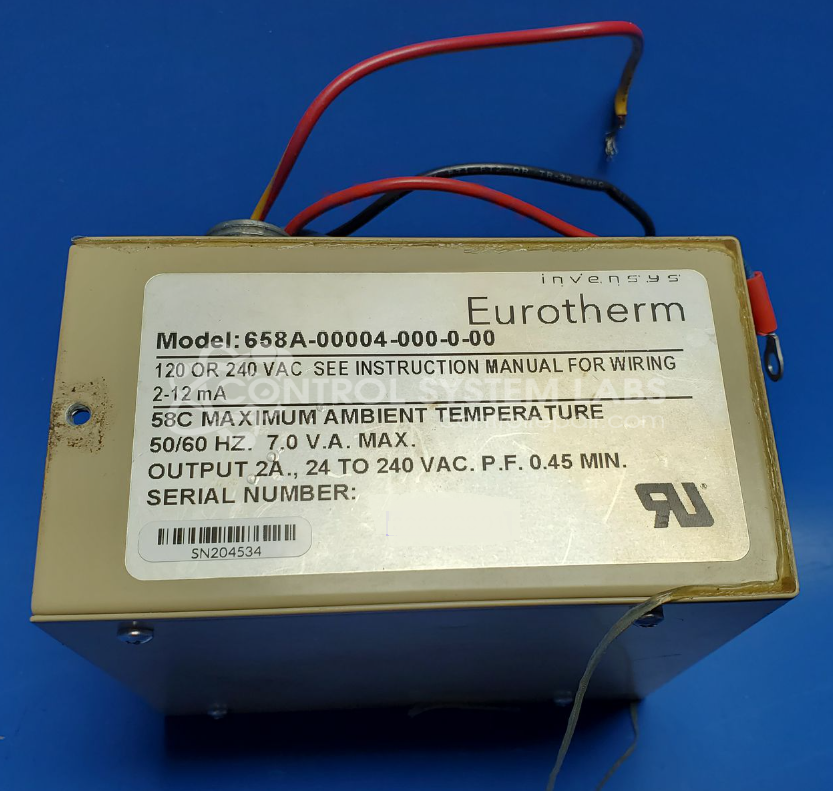 invensys
Eurotherm
Model: 658A-00004-000-0-00
120 OR 240 VAC SEE INSTRUCTION MANUAL FOR WIRING
2-12 mA
CONTROL SYSTEM LABS
58C MAXIMUM AMBIENT TEMPERATURE
50/60 HZ. 7.0 V.A. MAX.
OUTPUT 2A., 24 TO 240 VAC. P.F. 0.45 MIN.
SERIAL NUMBER:
SN204534